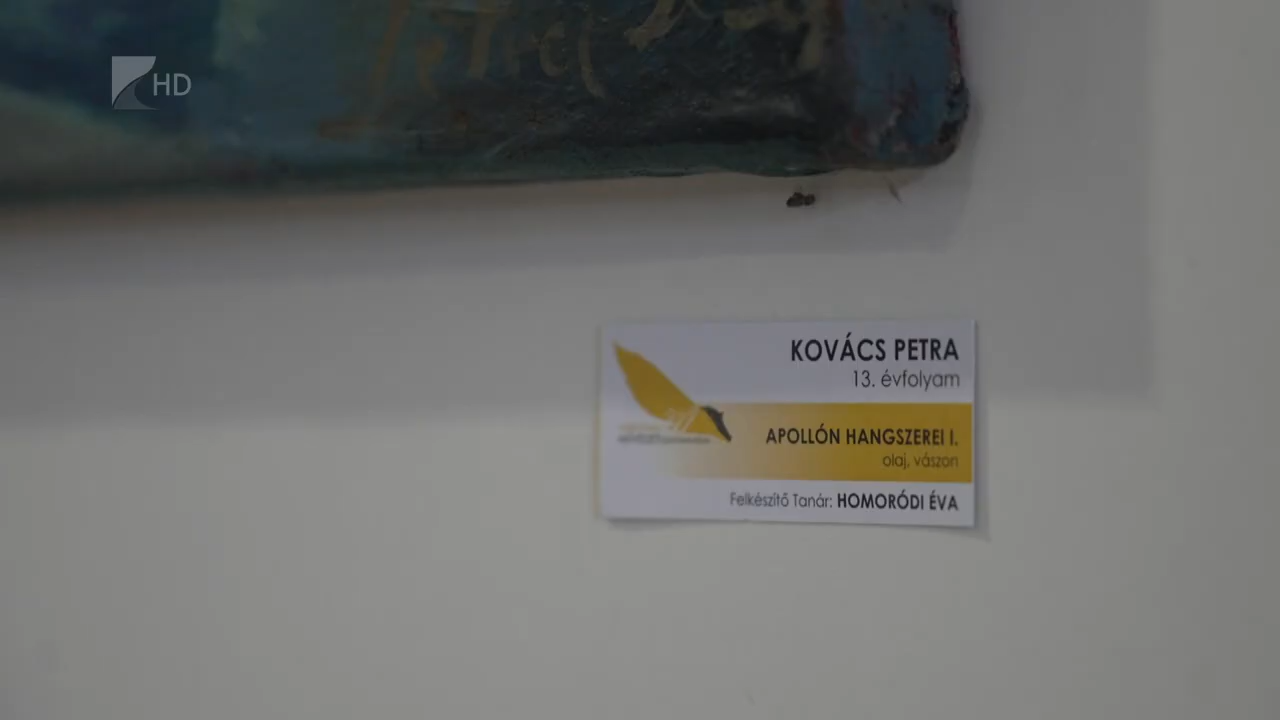 HD
KOVÁCS PETRA
13. évfolyam
APOLLÓN HANGSZEREI I.
olaj, vászon
Felkészítő Tanár: HOMORÓDI ÉVA